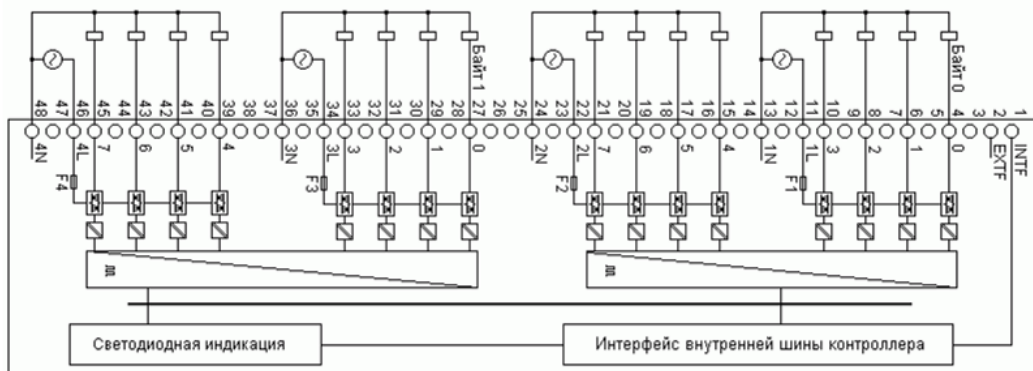 Байт 1
Байт 0
48 47 46 45 44 43 42 41 40 39 38 37 36 35 34 33 32 31 30 29 28 27 26 25 24 23 22 21 20 19 18 17 16 15 14 13 12 11 10 9 8 7 6 5 4 3 2 1
4N 4L 7 6 5 4 3N 3L 3 2 1 0 2N 2L 7 6 5 4 1N 1L 3 2 1 0 EXTF INTF
F4 F3 F2 F1
Светодиодная индикация
Интерфейс внутренней шины контроллера